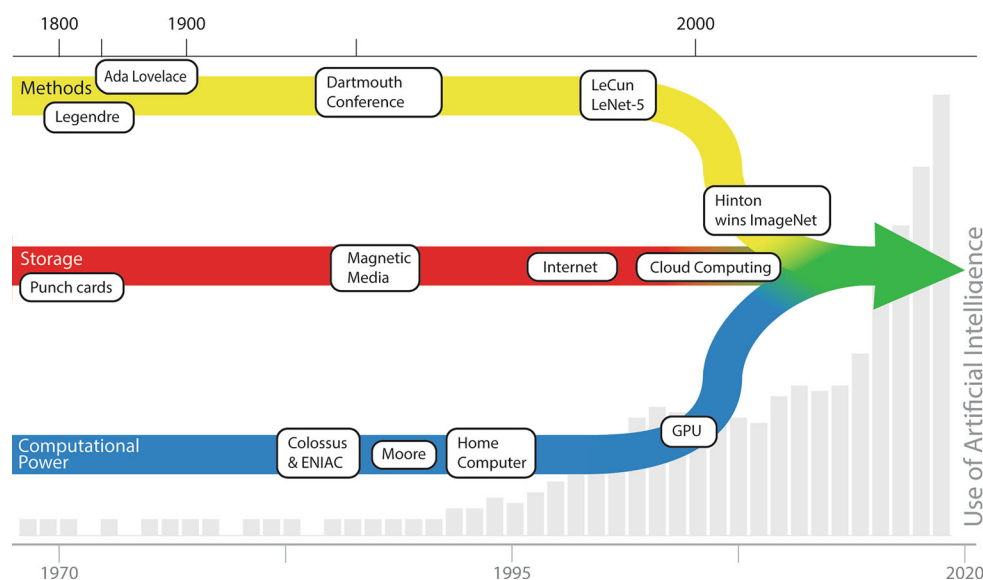 1800
1900
2000
Methods
Ada Lovelace
Legendre
Dartmouth
Conference
LeCun
LeNet-5
Hinton
wins ImageNet
Storage
Punch cards
Magnetic
Media
Internet
Cloud Computing
Computational
Power
Colossus
& ENIAC
Moore
Home
Computer
GPU
Use of Artificial Intelligence
1970
1995
2020